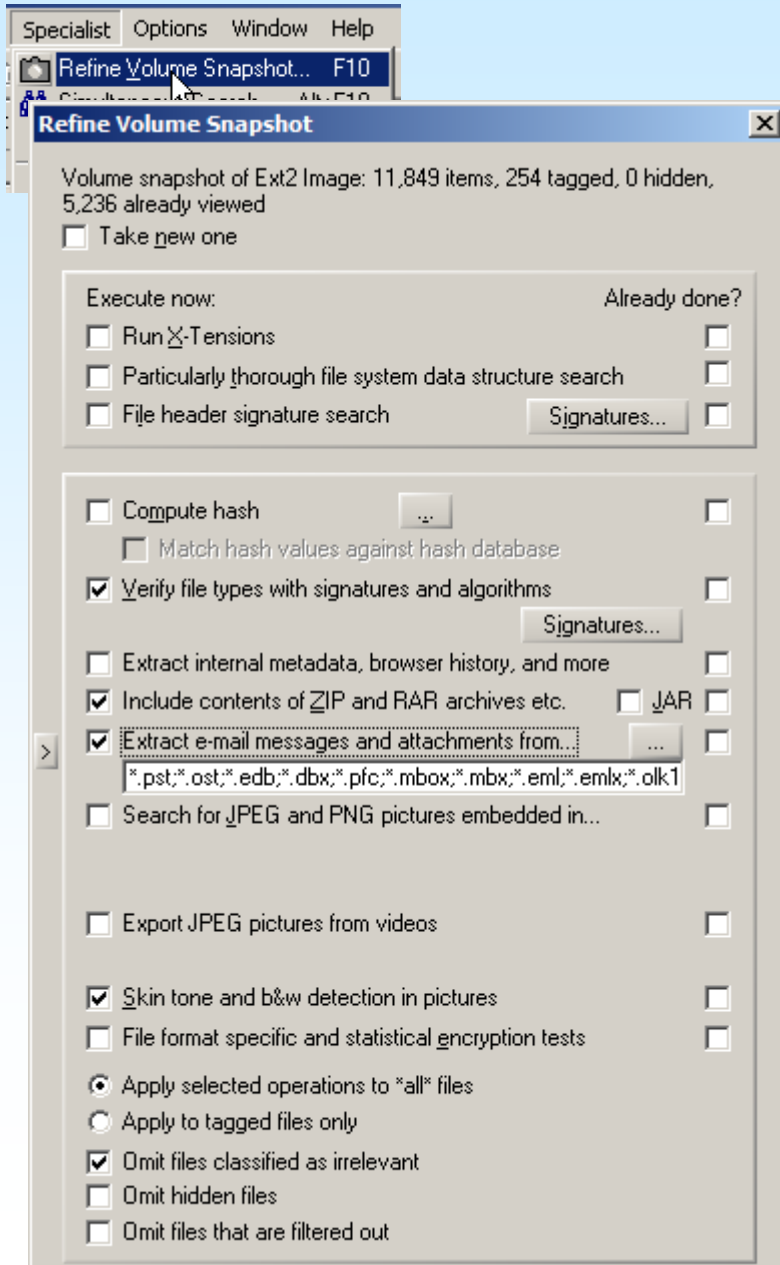 Specialist Options Window Help
Refine Volume Snapshot... F10
Refine Volume Snapshot
Volume snapshot of Ext2 Image: 11,849 items, 254 tagged, 0 hidden,
5,236 already viewed
Take new one
Execute now: Already done?
Run X-Tensions
Particularly thorough file system data structure search
File header signature search Signatures...
Compute hash ...
Match hash values against hash database
Verify file types with signatures and algorithms
Signatures...
Extract internal metadata, browser history, and more
Include contents of ZIP and RAR archives etc. JAR
>
Extract e-mail messages and attachments from... ...
*.pst;*.ost;*.edb;*.dbx;*.pfc;*.mbox;*.mbx;*.eml;*.emlx;*.olk1
Search for JPEG and PNG pictures embedded in...
Export JPEG pictures from videos
Skin tone and b&w detection in pictures
File format specific and statistical encryption tests
Apply selected operations to *all* files
Apply to tagged files only
Omit files classified as irrelevant
Omit hidden files
Omit files that are filtered out